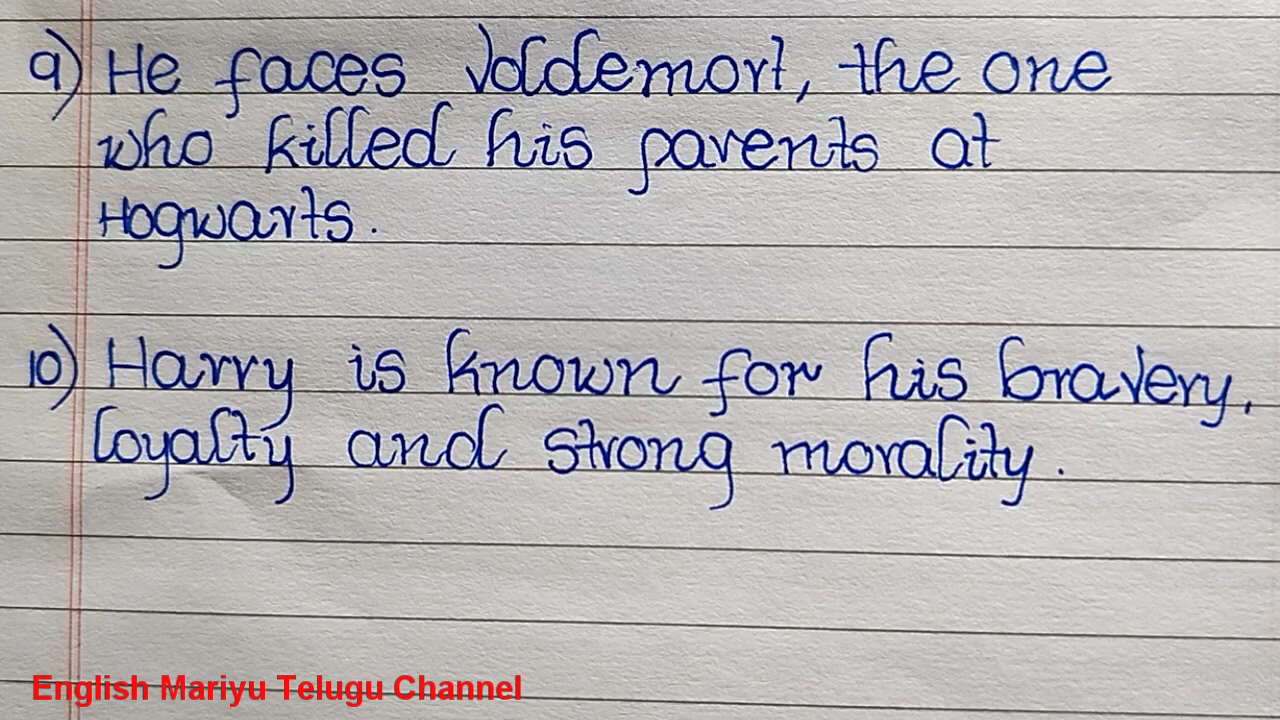 9) He faces Voldemort, the one
who killed his parents at
Hogwarts.
10) Harry is known for his bravery,
loyalty and strong morality.
English Mariyu Telugu Channel